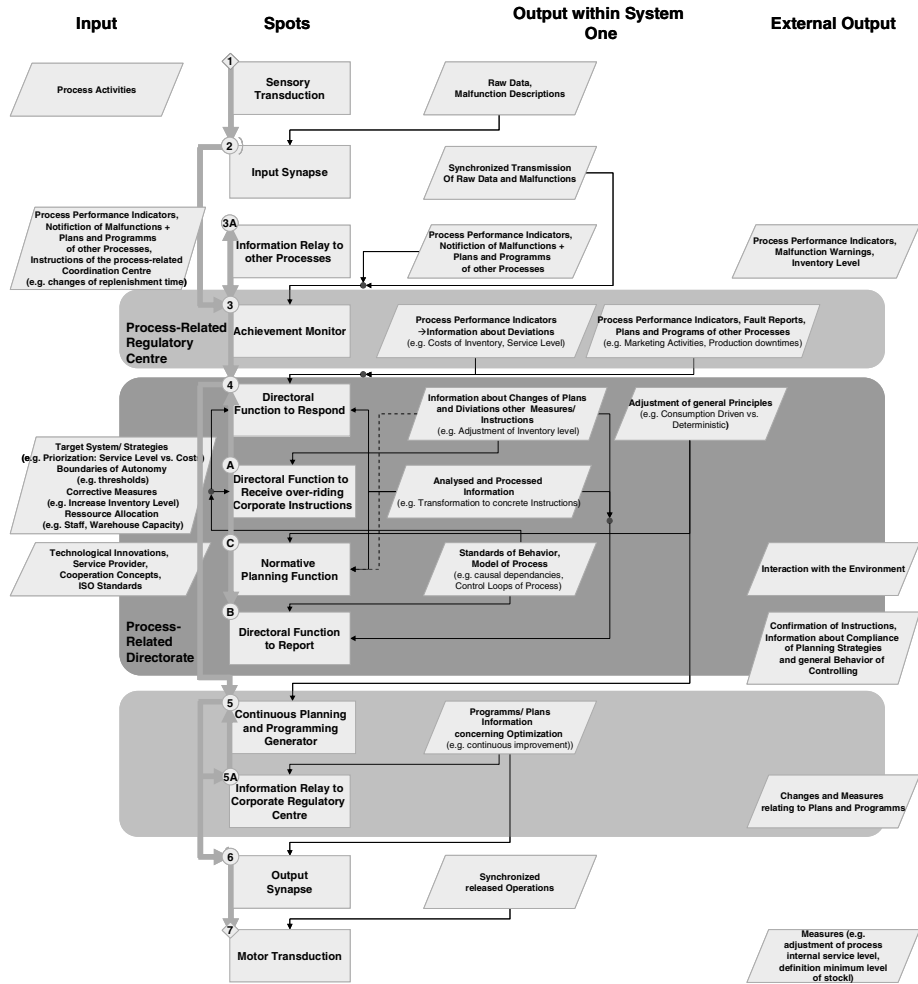 Input
Spots
Output within System
One
External Output
1
Process Activities
Sensory
Transduction
Raw Data,
Malfunction Descriptions
2
Input Synapse
Synchronized Transmission
Of Raw Data and Malfunctions
Process Performance Indicators,
Notifiction of Malfunctions +
Plans and Programms
of other Processes,
Instructions of the process-related
Coordination Centre
(e.g. changes of replenishment time)
3A
Information Relay to
other Processes
Process Performance Indicators,
Notifiction of Malfunctions +
Plans and Programms
of other Processes
Process Performance Indicators,
Malfunction Warnings,
Inventory Level
Process-Related
Regulatory
Centre
3
Achievement Monitor
Process Performance Indicators
→Information about Deviations
(e.g. Costs of Inventory, Service Level)
Process Performance Indicators, Fault Reports,
Plans and Programs of other Processes
(e.g. Marketing Activities, Production downtimes)
4
Directoral
Function to Respond
Information about Changes of Plans
and Diviations other Measures/
Instructions
(e.g. Adjustment of Inventory level)
Adjustment of general Principles
(e.g. Consumption Driven vs.
Deterministic)
Target System/ Strategies
(e.g. Priorization: Service Level vs. Costs)
Boundaries of Autonomy
(e.g. thresholds)
Corrective Measures
(e.g. Increase Inventory Level)
Ressource Allocation
(e.g. Staff, Warehouse Capacity)
A
Directoral Function to
Receive over-riding
Corporate Instructions
Analysed and Processed
Information
(e.g. Transformation to concrete Instructions)
Technological Innovations,
Service Provider,
Cooperation Concepts,
ISO Standards
C
Normative
Planning Function
Standards of Behavior,
Model of Process
(e.g. causal dependancies,
Control Loops of Process)
Interaction with the Environment
Process-
Related
Directorate
B
Directoral Function
to Report
Confirmation of Instructions,
Information about Compliance
of Planning Strategies
and general Behavior of
Controlling
5
Continuous Planning
and Programming
Generator
Programms/ Plans
Information
concerning Optimization
(e.g. continuous improvement))
5A
Information Relay to
Corporate Regulatory
Centre
Changes and Measures
relating to Plans and Programms
6
Output
Synapse
Synchronized
released Operations
7
Motor Transduction
Measures (e.g.
adjustment of process
internal service level,
definition minimum level
of stockl)